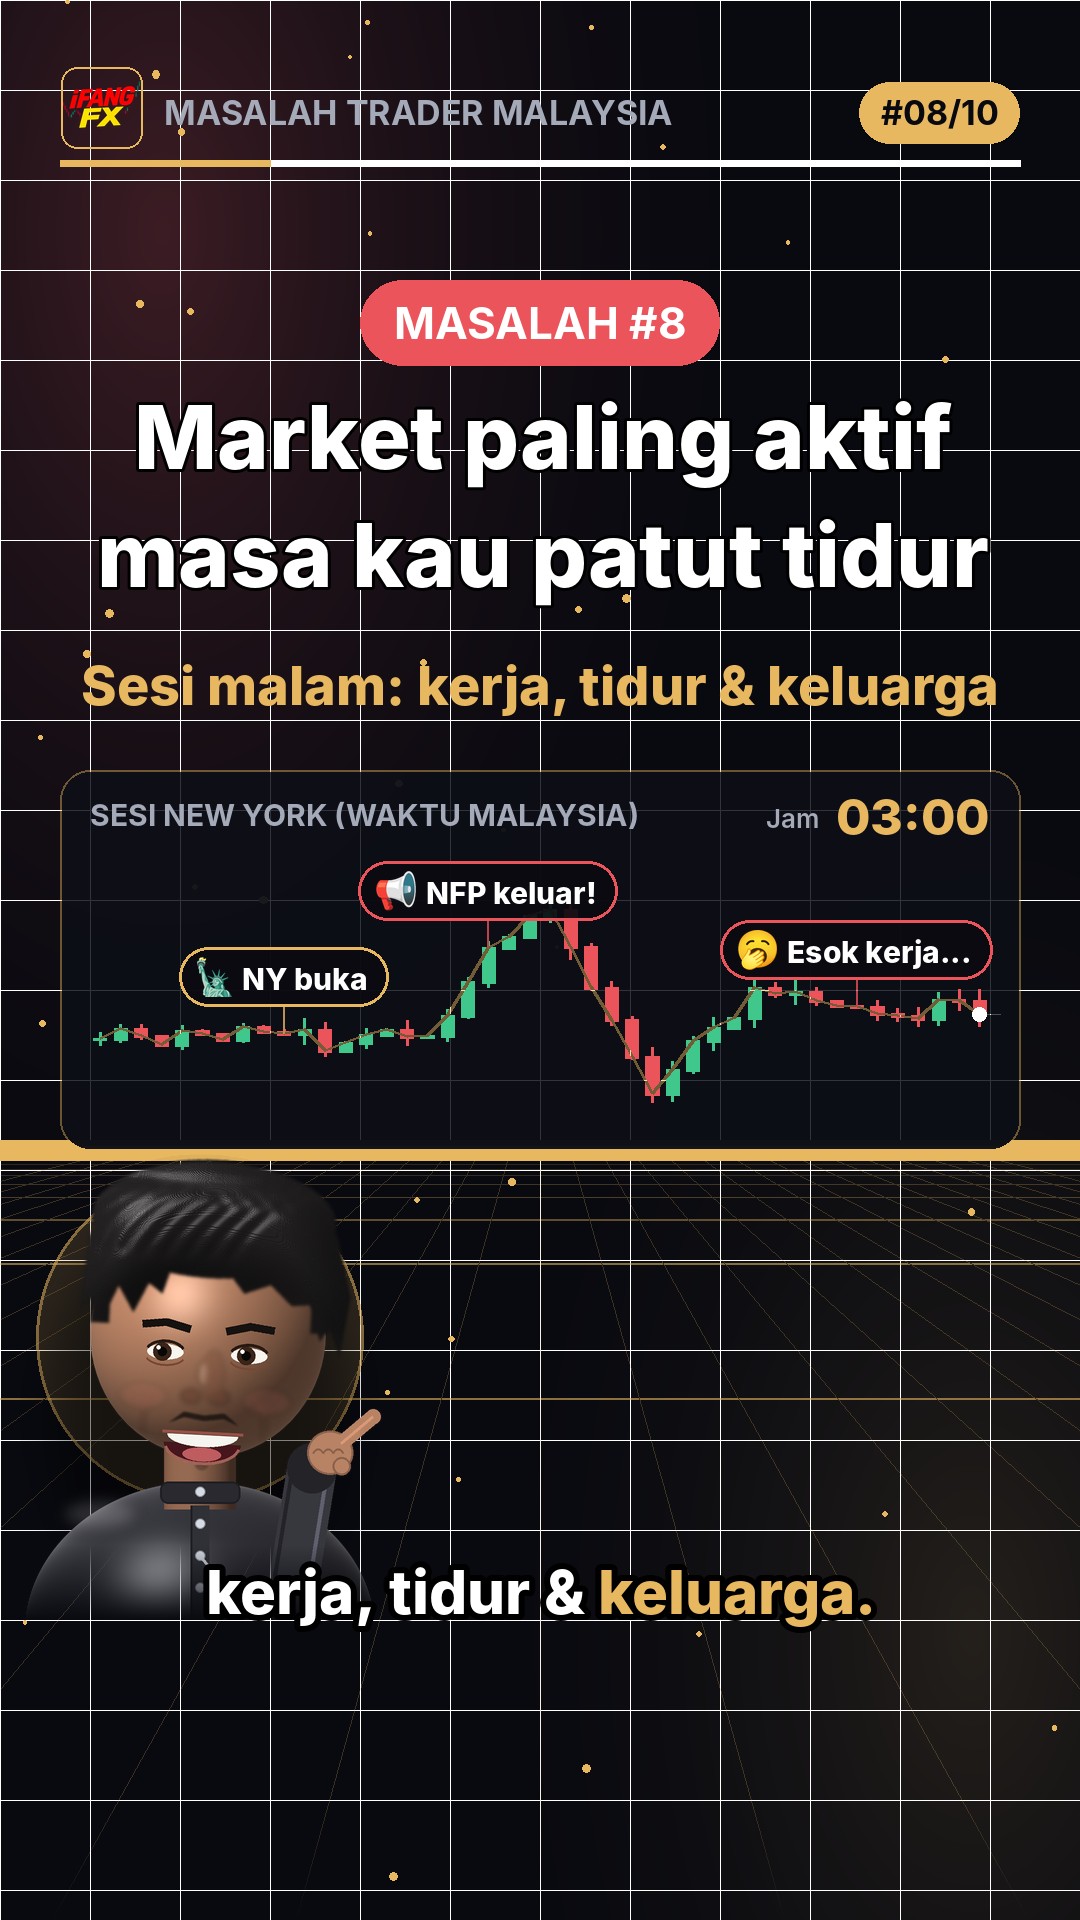 iFANG
FX
MASALAH TRADER MALAYSIA
#08/10
MASALAH #8
Market paling aktif
masa kau patut tidur
Sesi malam: kerja, tidur & keluarga
SESI NEW YORK (WAKTU MALAYSIA)
Jam 03:00
📢 NFP keluar!
🗽 NY buka
🥱 Esok kerja...
kerja, tidur & keluarga.